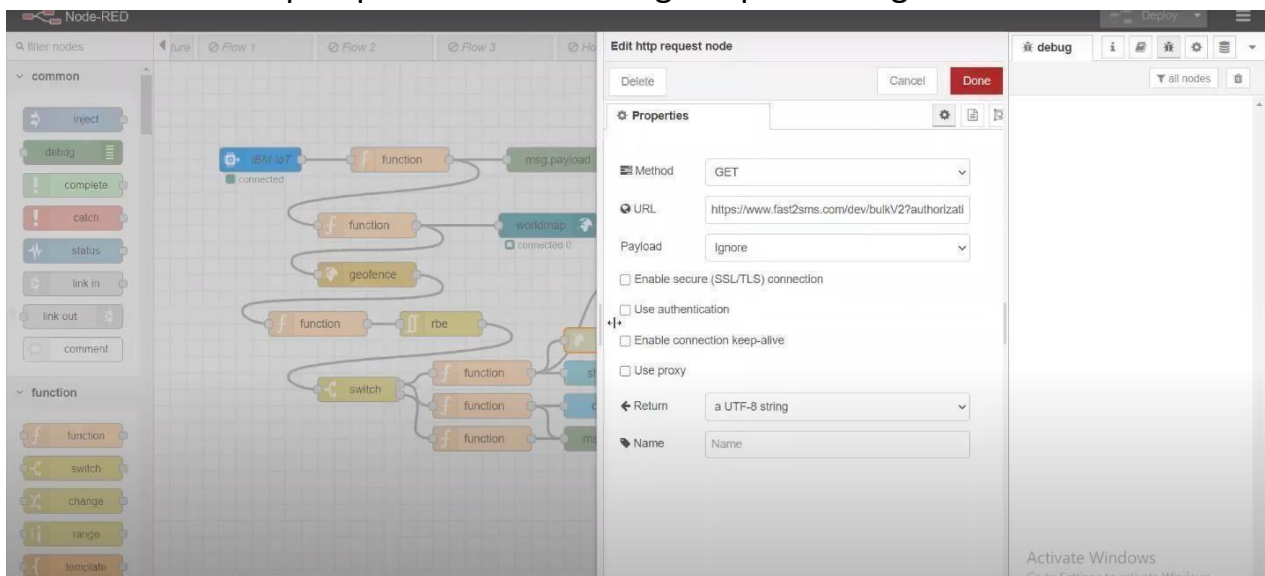 Node-RED
Deploy
filter nodes
ture
Flow 1
Flow 2
Flow 3
Ho
common
inject
debug
complete
catch
status
link in
link out
comment
function
function
switch
change
range
template
IBM IoT
connected
function
msg.payload
function
worldmap
connected 0
geofence
function
rbe
switch
function
function
function
Edit http request node
Delete
Cancel
Done
Properties
Method
GET
URL
https://www.fast2sms.com/dev/bulkV2?authorizati
Payload
Ignore
Enable secure (SSL/TLS) connection
Use authentication
Enable connection keep-alive
Use proxy
Return
a UTF-8 string
Name
Name
debug
all nodes
Activate Windows